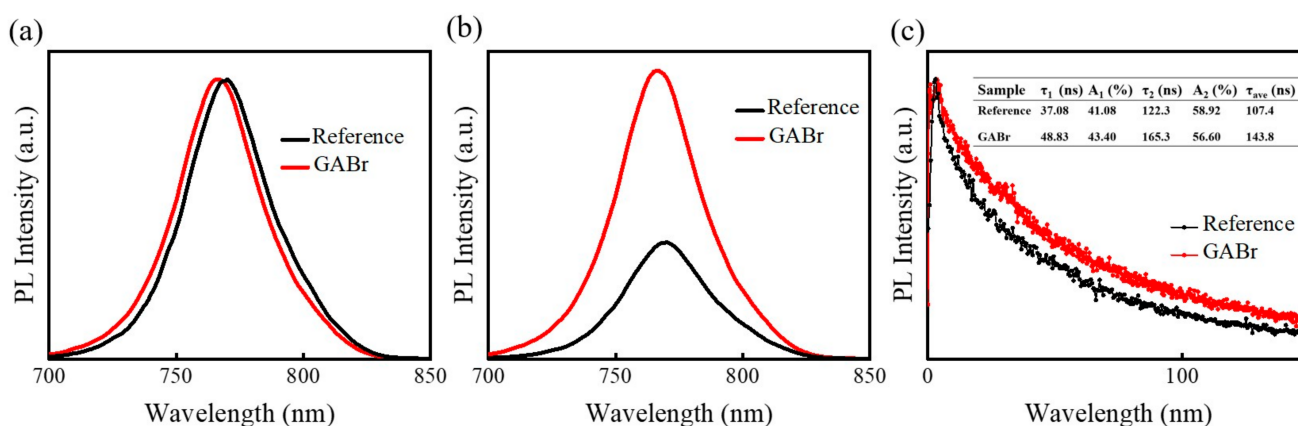 (a)
PL Intensity (a.u.)
Reference
GABr
700 750 800 850
Wavelength (nm)
(b)
PL Intensity (a.u.)
Reference
GABr
700 750 800 850
Wavelength (nm)
(c)
PL Intensity (a.u.)
Sample τ1 (ns) A1 (%) τ2 (ns) A2 (%) τave (ns)
Reference 37.08 41.08 122.3 58.92 107.4
GABr 48.83 43.40 165.3 56.60 143.8
Reference
GABr
0 100
Wavelength (nm)